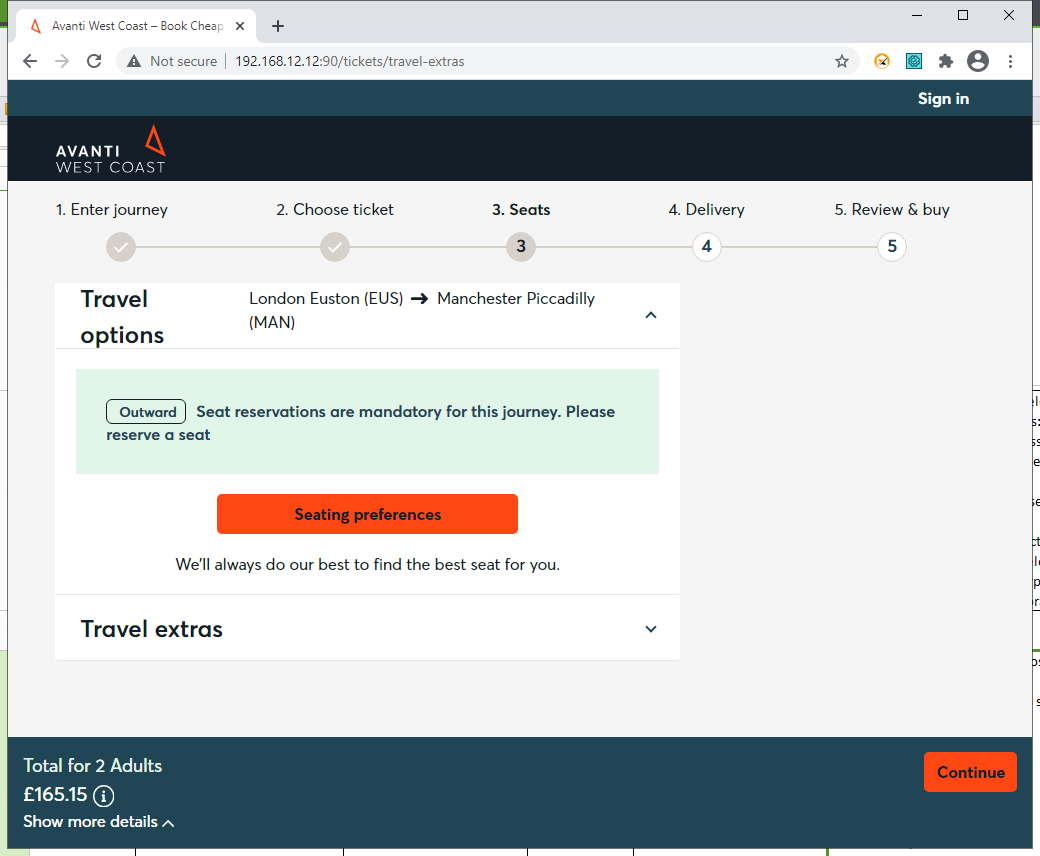 Avanti West Coast – Book Cheap
Not secure
192.168.12.12:90/tickets/travel-extras
Sign in
AVANTI
WEST COAST
1. Enter journey 2. Choose ticket 3. Seats 4. Delivery 5. Review & buy
3 4 5
Travel
options
London Euston (EUS) → Manchester Piccadilly
(MAN)
Outward Seat reservations are mandatory for this journey. Please
reserve a seat
Seating preferences
We'll always do our best to find the best seat for you.
Travel extras
Total for 2 Adults
£165.15
Show more details
Continue